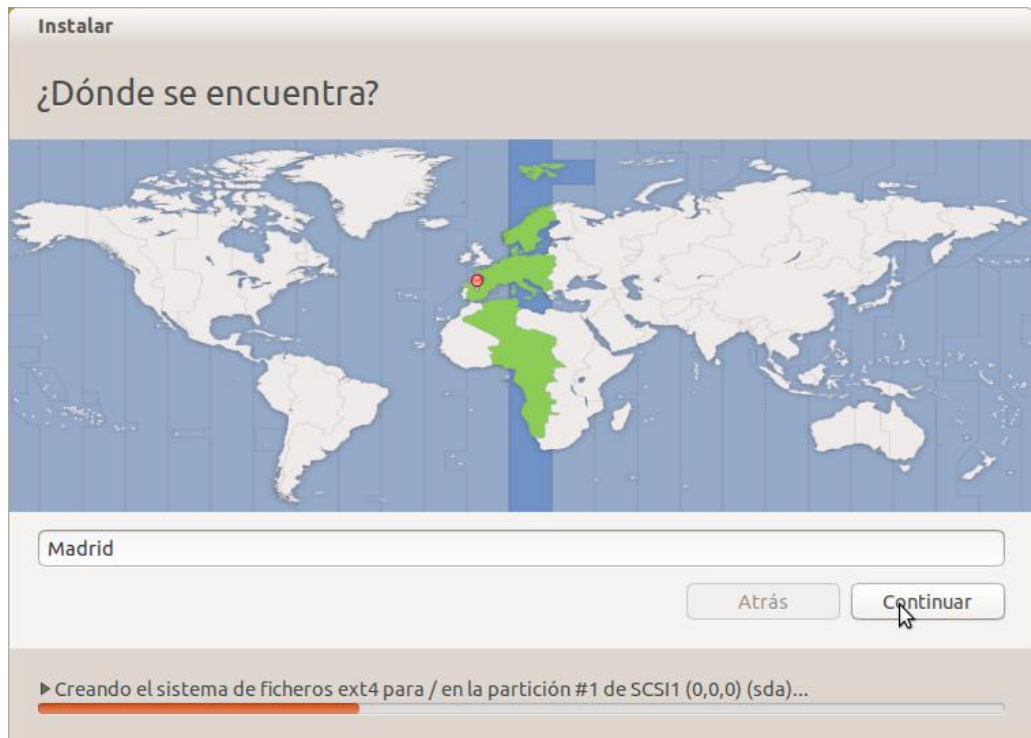 Instalar
¿Dónde se encuentra?
Madrid
Atrás
Continuar
Creando el sistema de ficheros ext4 para / en la partición #1 de SCSI1 (0,0,0) (sda)...